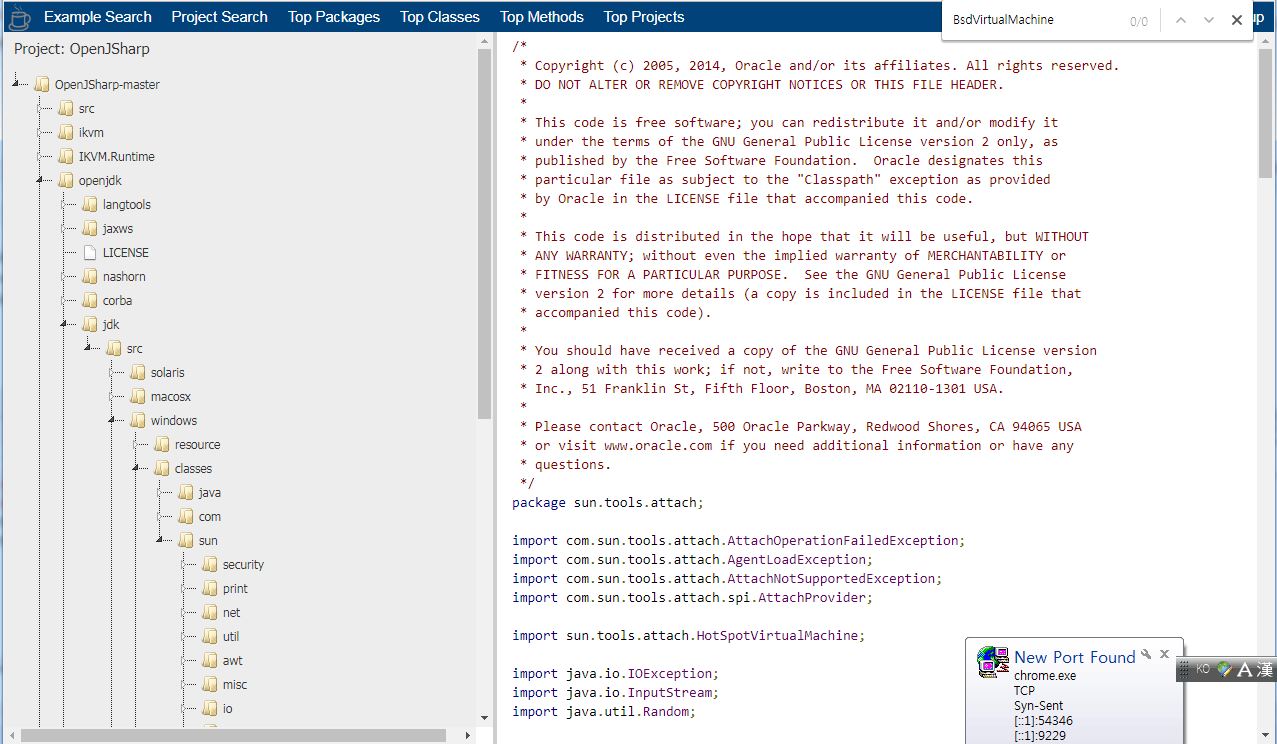 Example Search Project Search Top Packages Top Classes Top Methods Top Projects
BsdVirtualMachine 0/0
up
Project: OpenJSharp
OpenJSharp-master
src
ikvm
IKVM.Runtime
openjdk
langtools
jaxws
LICENSE
nashorn
corba
jdk
src
solaris
macosx
windows
resource
classes
java
com
sun
security
print
net
util
awt
misc
io
/*
* Copyright (c) 2005, 2014, Oracle and/or its affiliates. All rights reserved.
* DO NOT ALTER OR REMOVE COPYRIGHT NOTICES OR THIS FILE HEADER.
*
* This code is free software; you can redistribute it and/or modify it
* under the terms of the GNU General Public License version 2 only, as
* published by the Free Software Foundation.  Oracle designates this
* particular file as subject to the "Classpath" exception as provided
* by Oracle in the LICENSE file that accompanied this code.
*
* This code is distributed in the hope that it will be useful, but WITHOUT
* ANY WARRANTY; without even the implied warranty of MERCHANTABILITY or
* FITNESS FOR A PARTICULAR PURPOSE.  See the GNU General Public License
* version 2 for more details (a copy is included in the LICENSE file that
* accompanied this code).
*
* You should have received a copy of the GNU General Public License version
* 2 along with this work; if not, write to the Free Software Foundation,
* Inc., 51 Franklin St, Fifth Floor, Boston, MA 02110-1301 USA.
*
* Please contact Oracle, 500 Oracle Parkway, Redwood Shores, CA 94065 USA
* or visit www.oracle.com if you need additional information or have any
* questions.
*/
package sun.tools.attach;
import com.sun.tools.attach.AttachOperationFailedException;
import com.sun.tools.attach.AgentLoadException;
import com.sun.tools.attach.AttachNotSupportedException;
import com.sun.tools.attach.spi.AttachProvider;
import sun.tools.attach.HotSpotVirtualMachine;
import java.io.IOException;
import java.io.InputStream;
import java.util.Random;
New Port Found
chrome.exe
TCP
Syn-Sent
[::1]:54346
[::1]:9229
KO A 漢